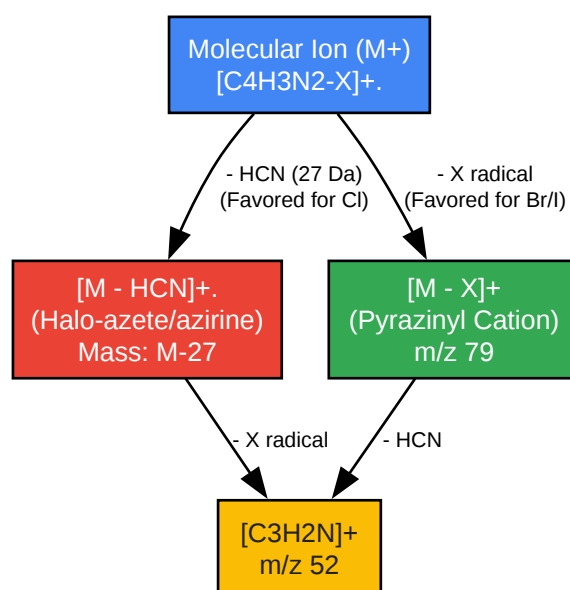 Molecular Ion (M+)
[C4H3N2-X]+.
- HCN (27 Da)
(Favored for Cl)
- X radical
(Favored for Br/I)
[M - HCN]+.
(Halo-azete/azirine)
Mass: M-27
[M - X]+
(Pyrazinyl Cation)
m/z 79
- X radical
- HCN
[C3H2N]+
m/z 52